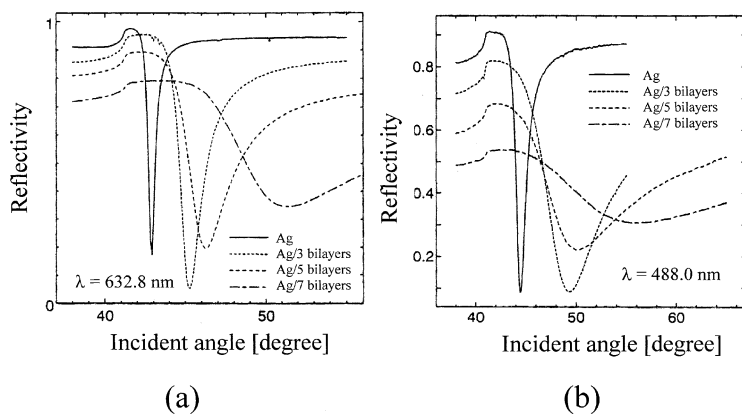 1
Reflectivity
Ag
Ag/3 bilayers
Ag/5 bilayers
Ag/7 bilayers
λ = 632.8 nm
0
40
50
Incident angle [degree]
(a)
0.8
0.6
0.4
0.2
Reflectivity
Ag
Ag/3 bilayers
Ag/5 bilayers
Ag/7 bilayers
λ = 488.0 nm
40
50
60
Incident angle [degree]
(b)